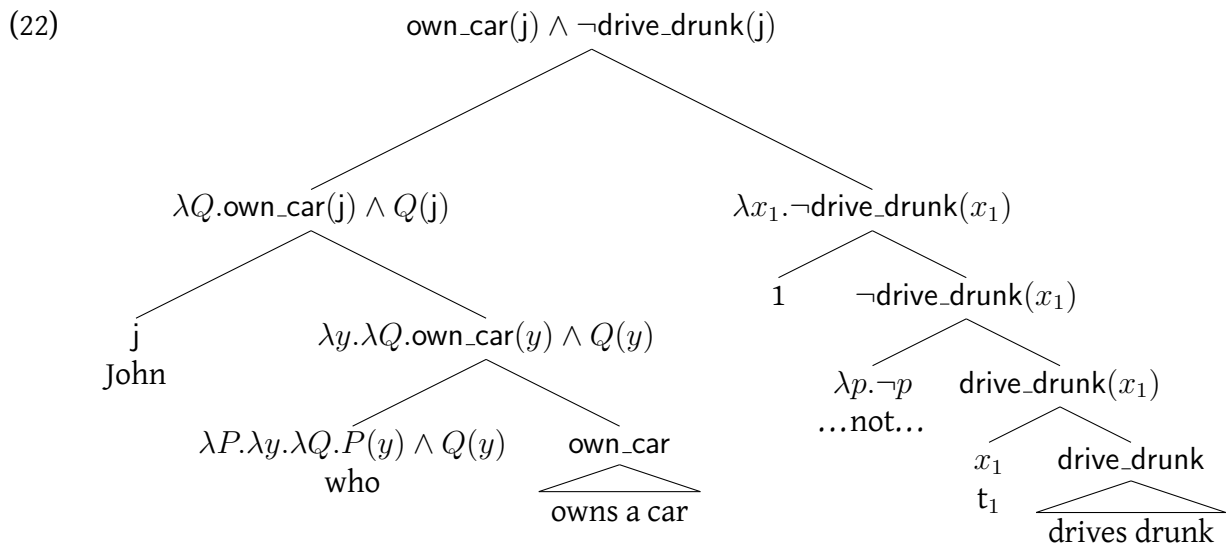 (22)
own_car(j) ∧ ¬drive_drunk(j)
λQ.own_car(j) ∧ Q(j)
λx₁.¬drive_drunk(x₁)
1
¬drive_drunk(x₁)
j
John
λy.λQ.own_car(y) ∧ Q(y)
λp.¬p
...not...
drive_drunk(x₁)
λP.λy.λQ.P(y) ∧ Q(y)
who
own_car
owns a car
x₁
t₁
drive_drunk
drives drunk